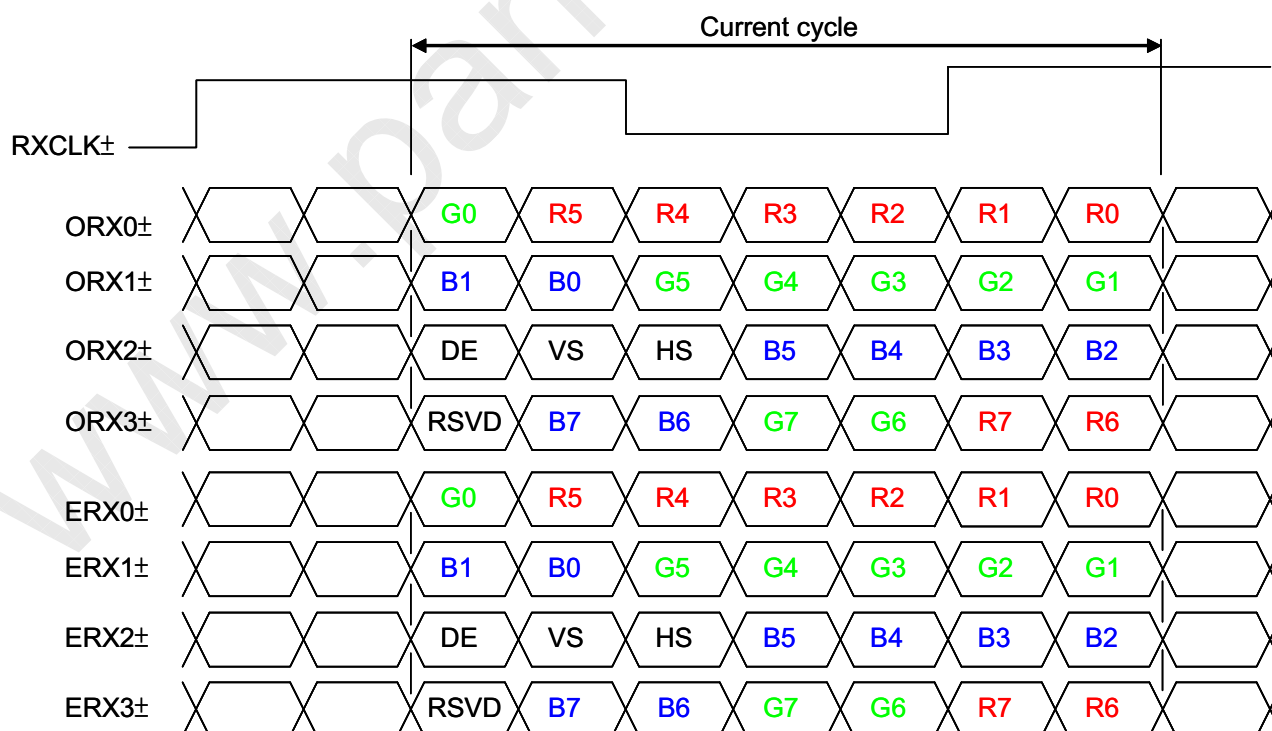 Current cycle
RXCLK±
ORX0± G0 R5 R4 R3 R2 R1 R0
ORX1± B1 B0 G5 G4 G3 G2 G1
ORX2± DE VS HS B5 B4 B3 B2
ORX3± RSVD B7 B6 G7 G6 R7 R6
ERX0± G0 R5 R4 R3 R2 R1 R0
ERX1± B1 B0 G5 G4 G3 G2 G1
ERX2± DE VS HS B5 B4 B3 B2
ERX3± RSVD B7 B6 G7 G6 R7 R6
www.pan